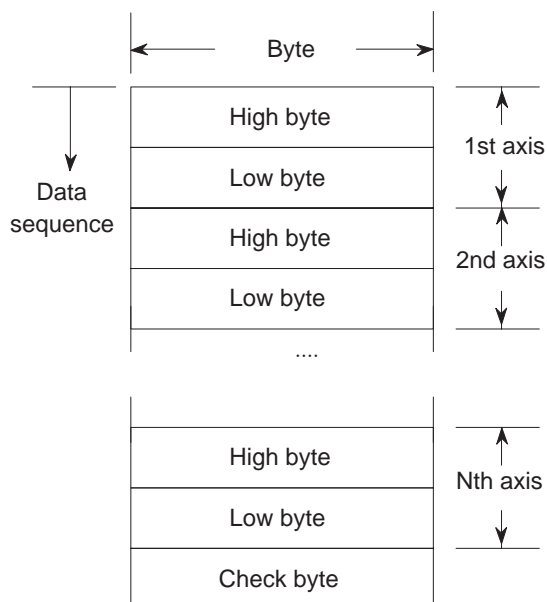 Byte
High byte
1st axis
Low byte
Data
sequence
High byte
2nd axis
Low byte
....
High byte
Nth axis
Low byte
Check byte